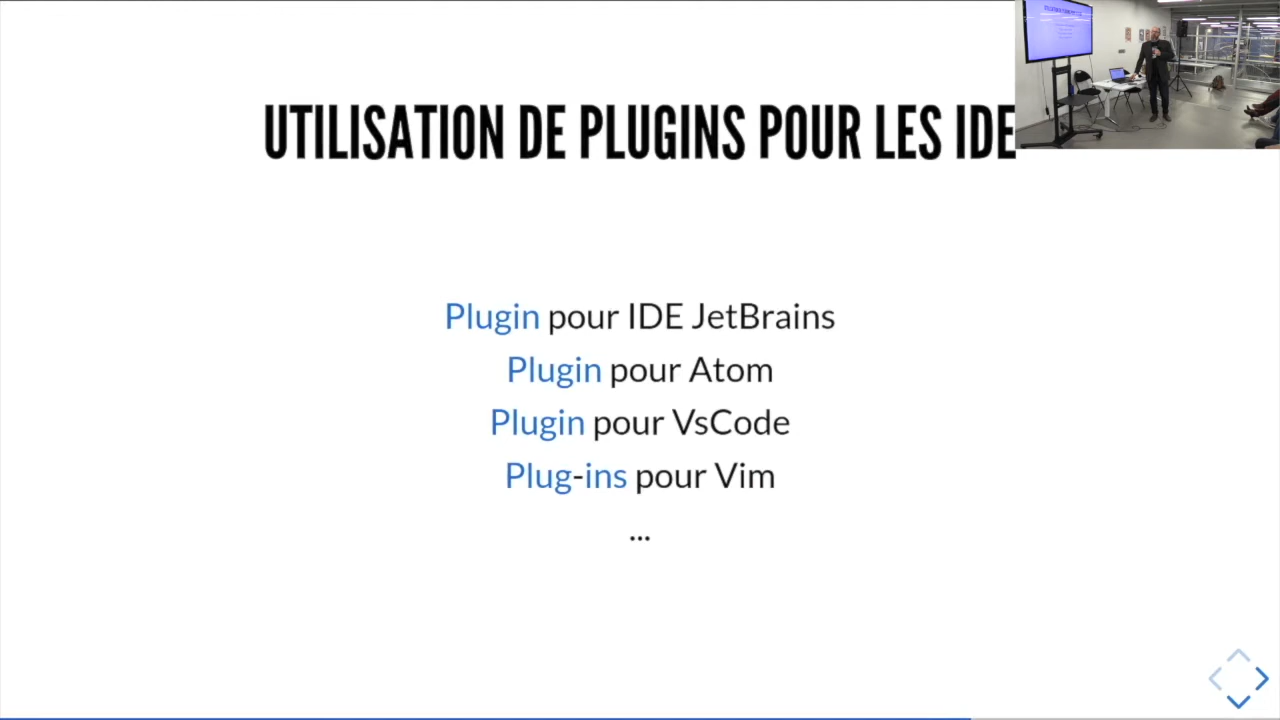 UTILISATION DE PLUGINS POUR LES IDE
Plugin pour IDE JetBrains
Plugin pour Atom
Plugin pour VsCode
Plug-ins pour Vim
...